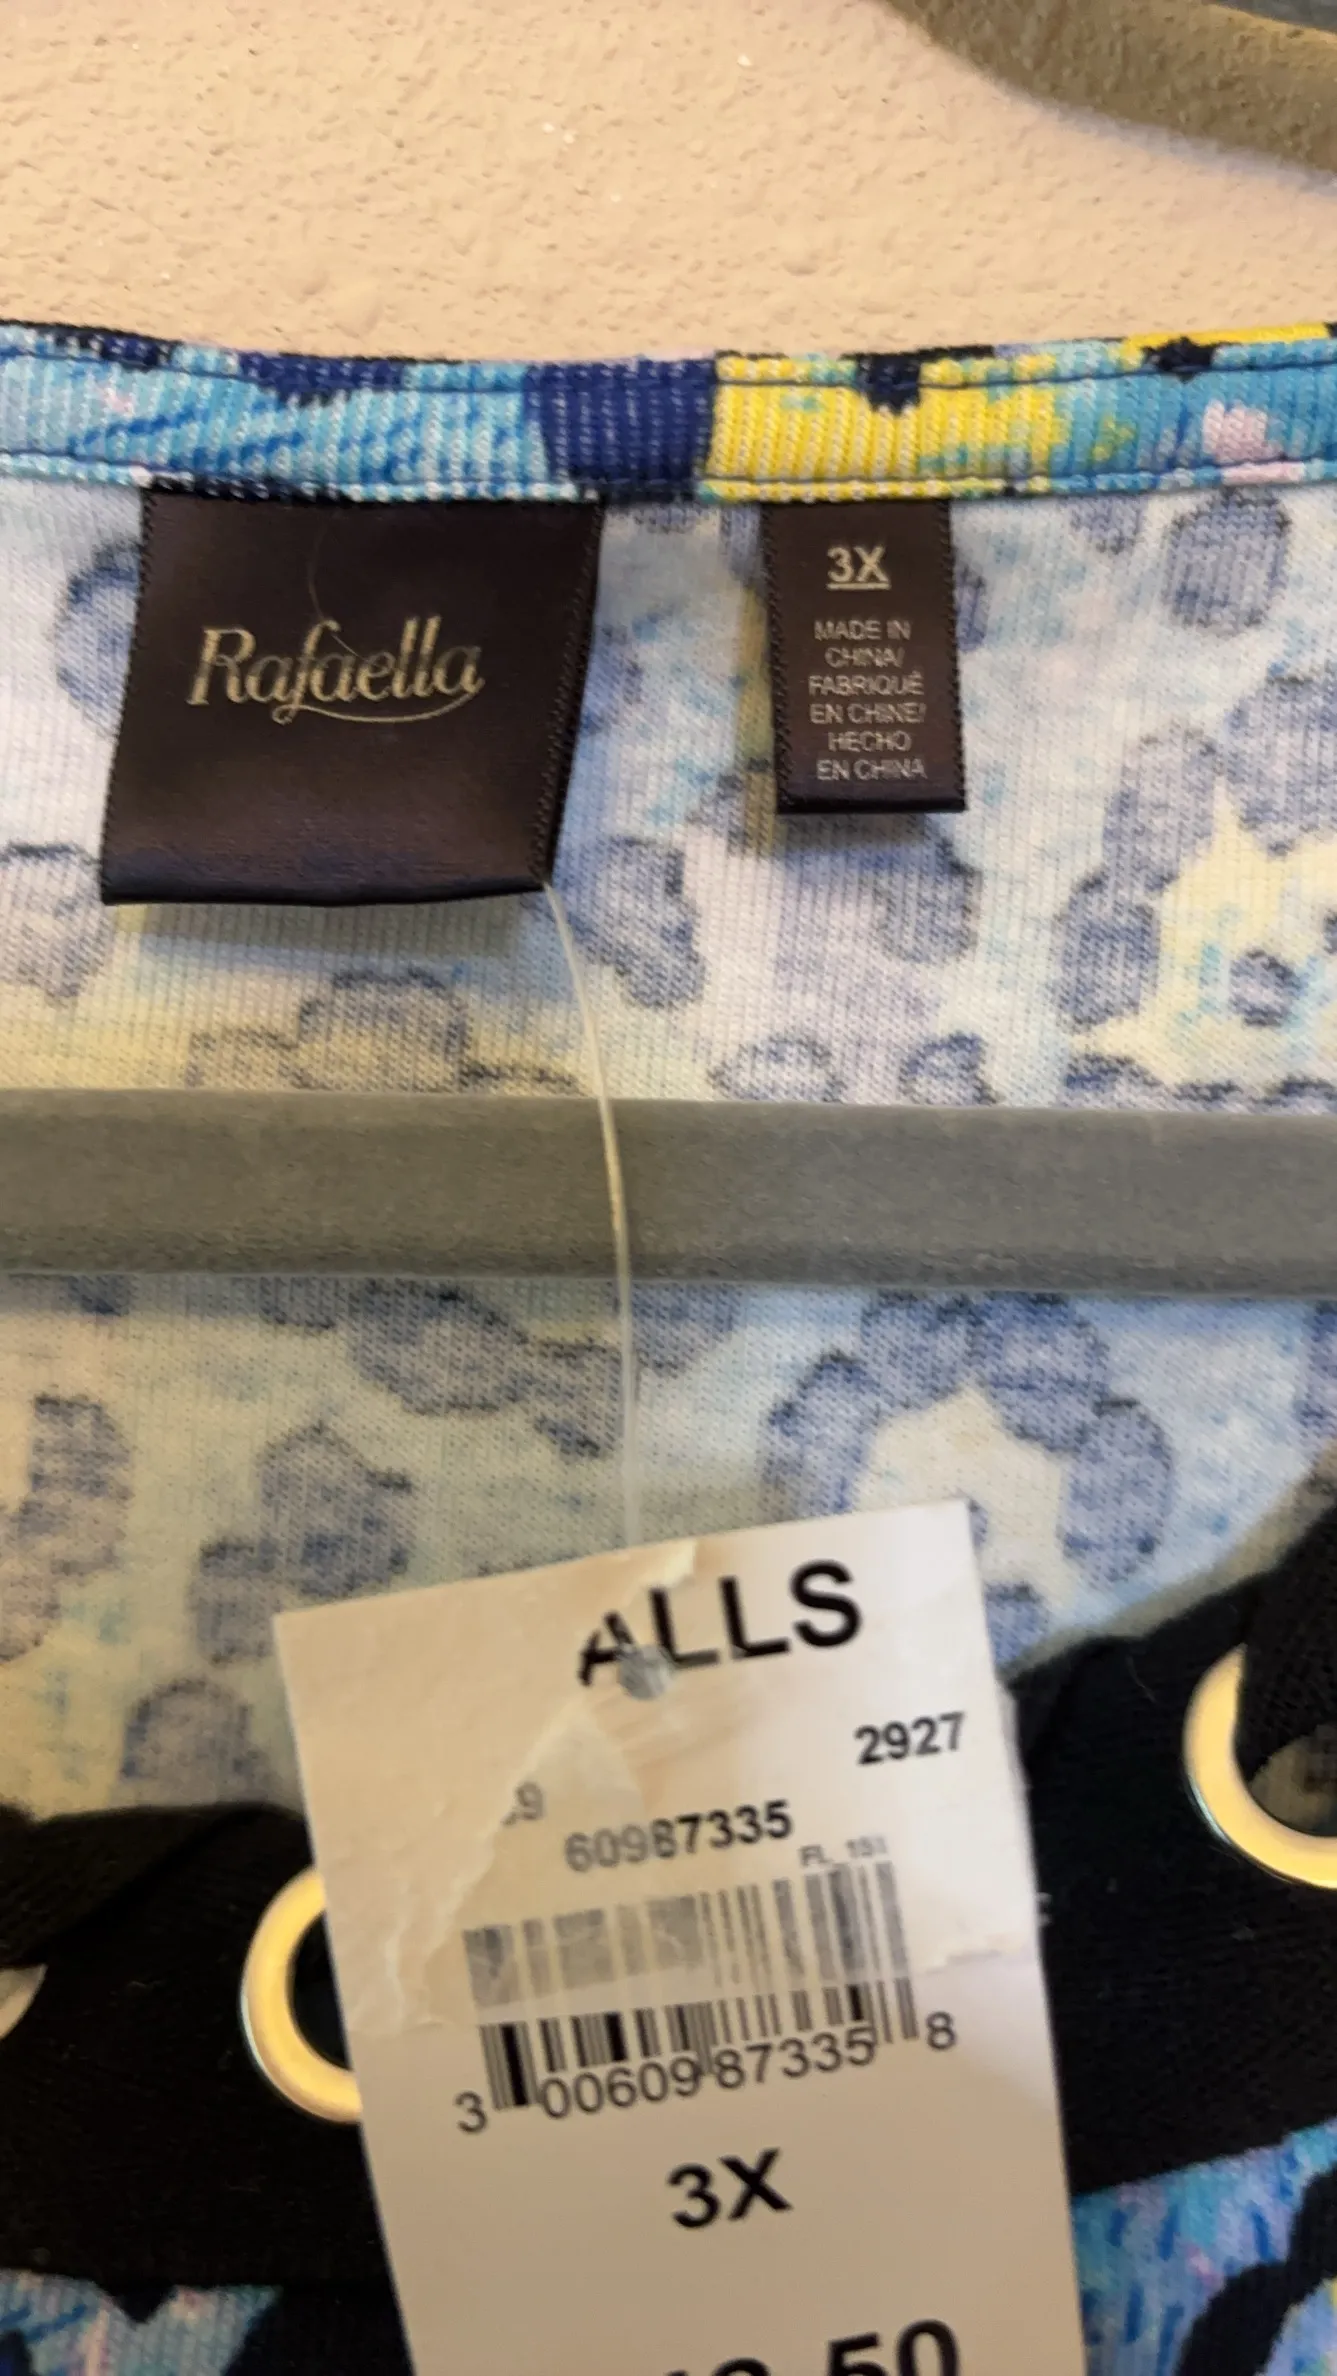 Rafaella
3X
MADE IN
CHINA/
FABRIQUÉ
EN CHINE/
HECHO
EN CHINA
ALLS
2927
60987335
FL 151
3 00609 87335 8
3X